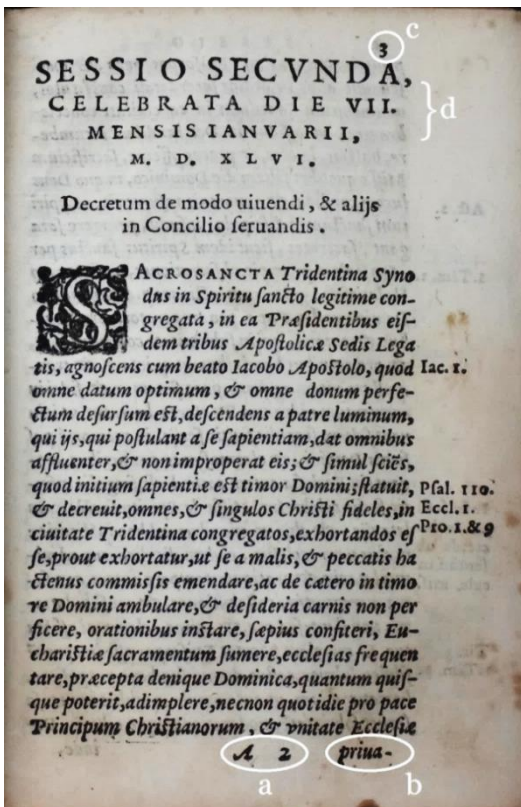 3
c
SESSIO SECVNDA,
CELEBRATA DIE VII.
MENSIS IANVARII,
d
M. D. XLVI.
Decretum de modo uiuendi, & alijs
in Concilio seruandis.
SACROSANCTA Tridentina Syno
dus in Spiritu sancto legitime con-
gregata, in ea Præsidentibus eis-
dem tribus Apostolicæ Sedis Lega
tis, agnoscens cum beato Iacobo Apostolo, quod Iac. 1.
omne datum optimum, & omne donum perfe-
ctum desursum est, descendens a patre luminum,
qui ijs, qui postulant a se sapientiam, dat omnibus
affluenter, & non improperat eis; & simul sciēs,
quod initium sapientiæ est timor Domini; statuit, Psal. 110.
& decreuit, omnes, & singulos Christi fideles, in Eccl. 1.
ciuitate Tridentina congregatos, exhortandos es Pro. 1. & 9
se, prout exhortatur, ut se a malis, & peccatis ha
ctenus commissis emendare, ac de cætero in timo
re Domini ambulare, & desideria carnis non per
ficere, orationibus instare, sæpius confiteri, Eu-
charistiæ sacramentum sumere, ecclesias frequen
tare, præcepta denique Dominica, quantum quis-
que poterit, adimplere, necnon quotidie pro pace
Principum Christianorum, & vnitate Ecclesiæ
A 2 priua-
a b